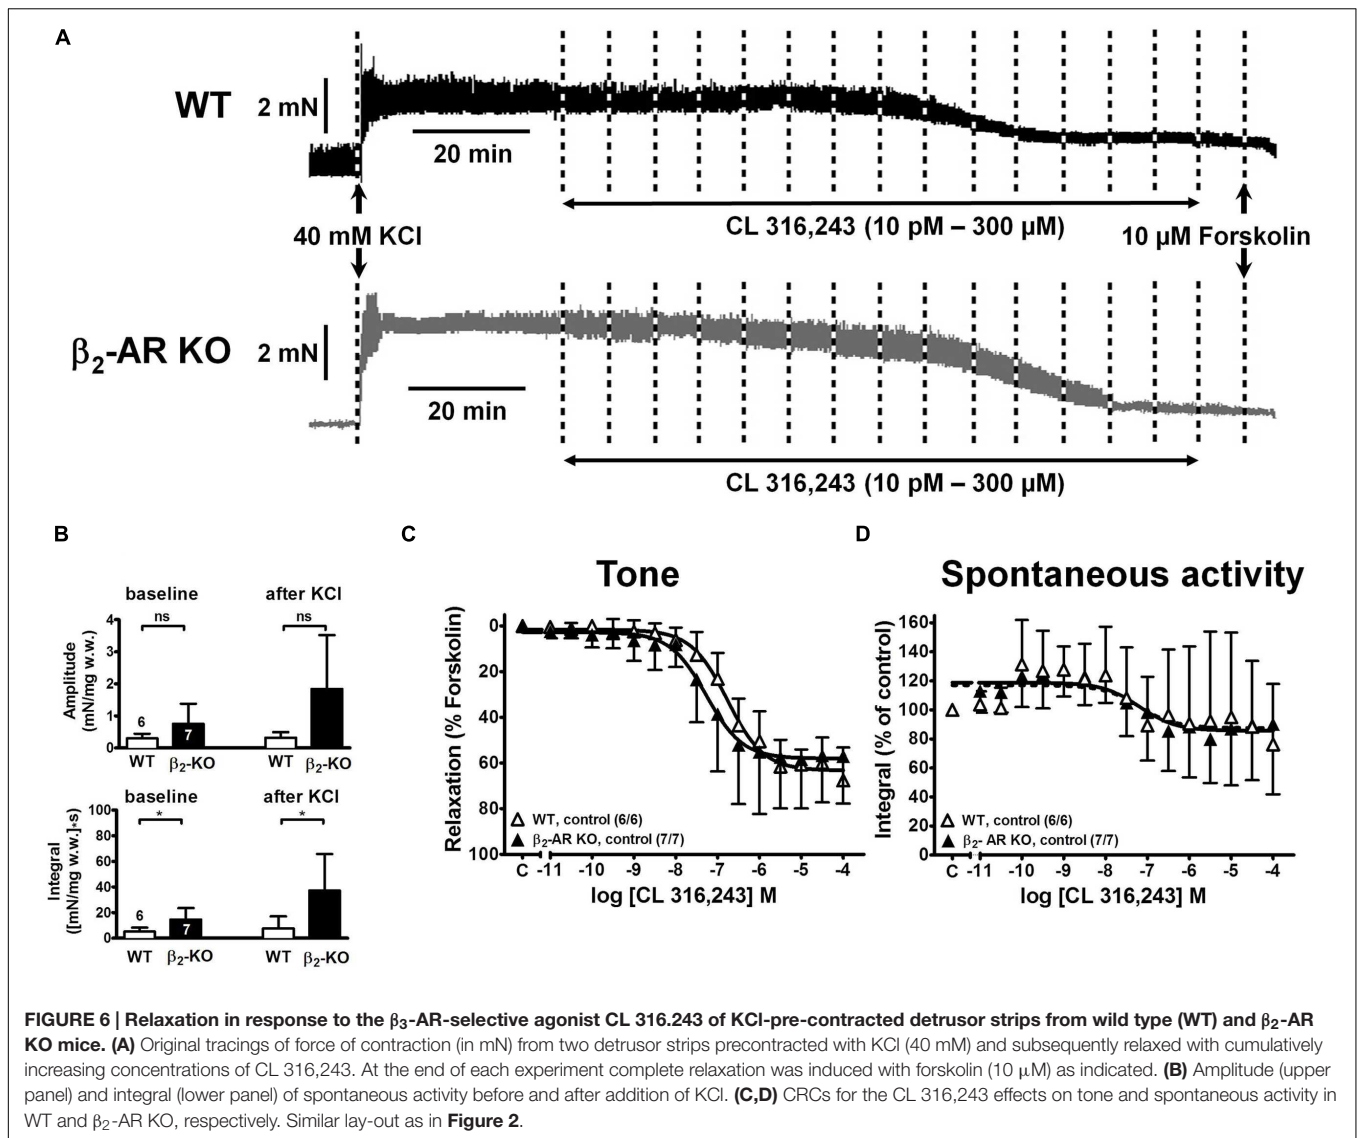 A
WT
2 mN
20 min
CL 316,243 (10 pM – 300 µM)
40 mM KCl
10 µM Forskolin
β2-AR KO
2 mN
20 min
CL 316,243 (10 pM – 300 µM)
B
baseline
after KCl
ns
ns
Amplitude
(mN/mg w.w.)
4
3
2
1
0
6
7
WT
β2-KO
WT
β2-KO
baseline
after KCl
*
*
Integral
([mN/mg w.w.]*s)
100
80
60
40
20
0
6
7
WT
β2-KO
WT
β2-KO
C
Tone
Relaxation (% Forskolin)
0
20
40
60
80
100
WT, control (6/6)
β2-AR KO, control (7/7)
C -11 -10 -9 -8 -7 -6 -5 -4
log [CL 316,243] M
D
Spontaneous activity
Integral (% of control)
160
140
120
100
80
60
40
20
0
WT, control (6/6)
β2- AR KO, control (7/7)
C -11 -10 -9 -8 -7 -6 -5 -4
log [CL 316,243] M
FIGURE 6 | Relaxation in response to the β3-AR-selective agonist CL 316.243 of KCl-pre-contracted detrusor strips from wild type (WT) and β2-AR
KO mice. (A) Original tracings of force of contraction (in mN) from two detrusor strips precontracted with KCl (40 mM) and subsequently relaxed with cumulatively
increasing concentrations of CL 316,243. At the end of each experiment complete relaxation was induced with forskolin (10 µM) as indicated. (B) Amplitude (upper
panel) and integral (lower panel) of spontaneous activity before and after addition of KCl. (C,D) CRCs for the CL 316,243 effects on tone and spontaneous activity in
WT and β2-AR KO, respectively. Similar lay-out as in Figure 2.